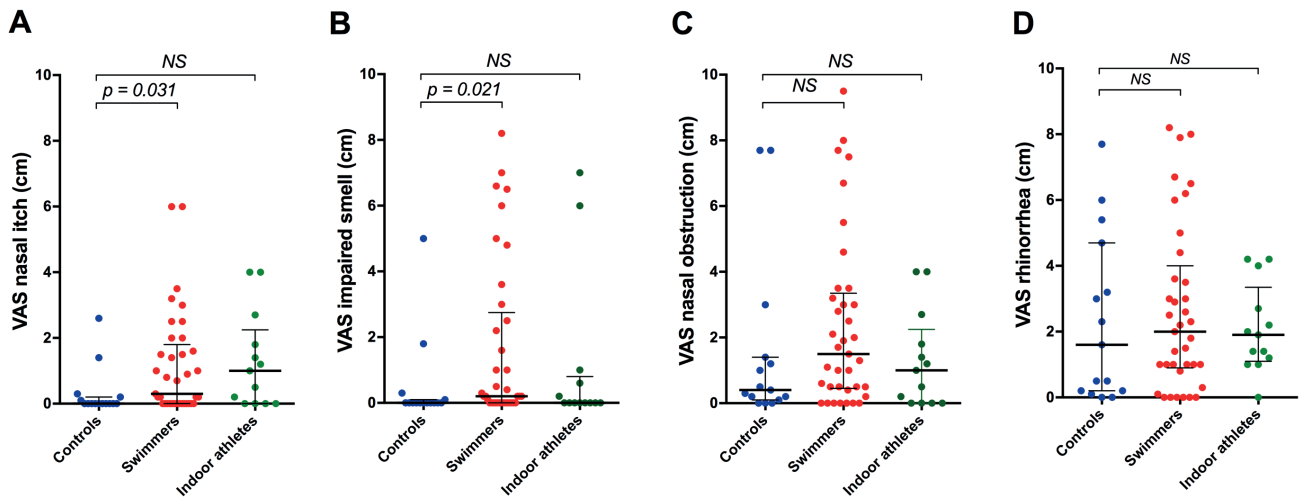 A
NS
p = 0.031
VAS nasal itch (cm)
10
8
6
4
2
0
Controls
Swimmers
Indoor athletes
B
NS
p = 0.021
VAS impaired smell (cm)
10
8
6
4
2
0
Controls
Swimmers
Indoor athletes
C
NS
NS
VAS nasal obstruction (cm)
10
8
6
4
2
0
Controls
Swimmers
Indoor athletes
D
NS
NS
VAS rhinorrhea (cm)
10
8
6
4
2
0
Controls
Swimmers
Indoor athletes